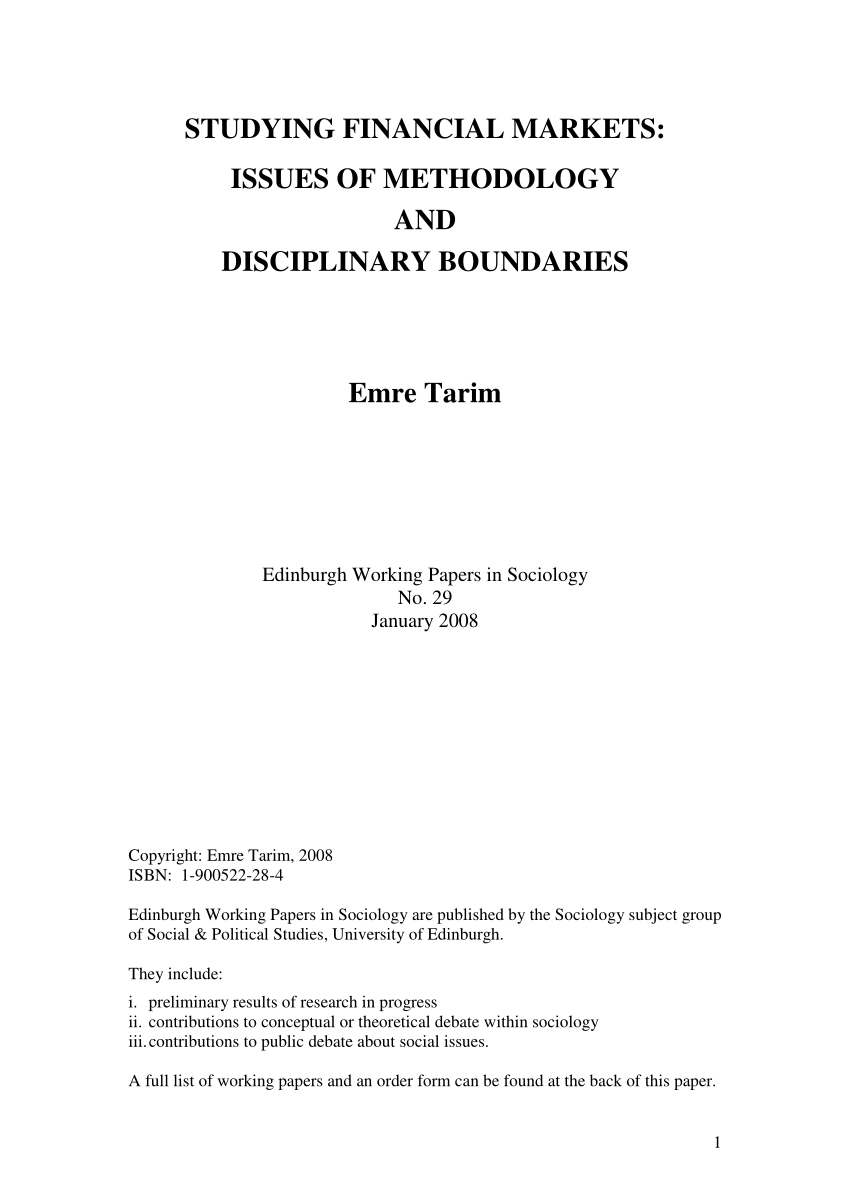 STUDYING FINANCIAL MARKETS:
ISSUES OF METHODOLOGY
AND
DISCIPLINARY BOUNDARIES
Emre Tarim
Edinburgh Working Papers in Sociology
No. 29
January 2008
Copyright: Emre Tarim, 2008
ISBN: 1-900522-28-4
Edinburgh Working Papers in Sociology are published by the Sociology subject group
of Social & Political Studies, University of Edinburgh.
They include:
i. preliminary results of research in progress
ii. contributions to conceptual or theoretical debate within sociology
iii. contributions to public debate about social issues.
A full list of working papers and an order form can be found at the back of this paper.
1